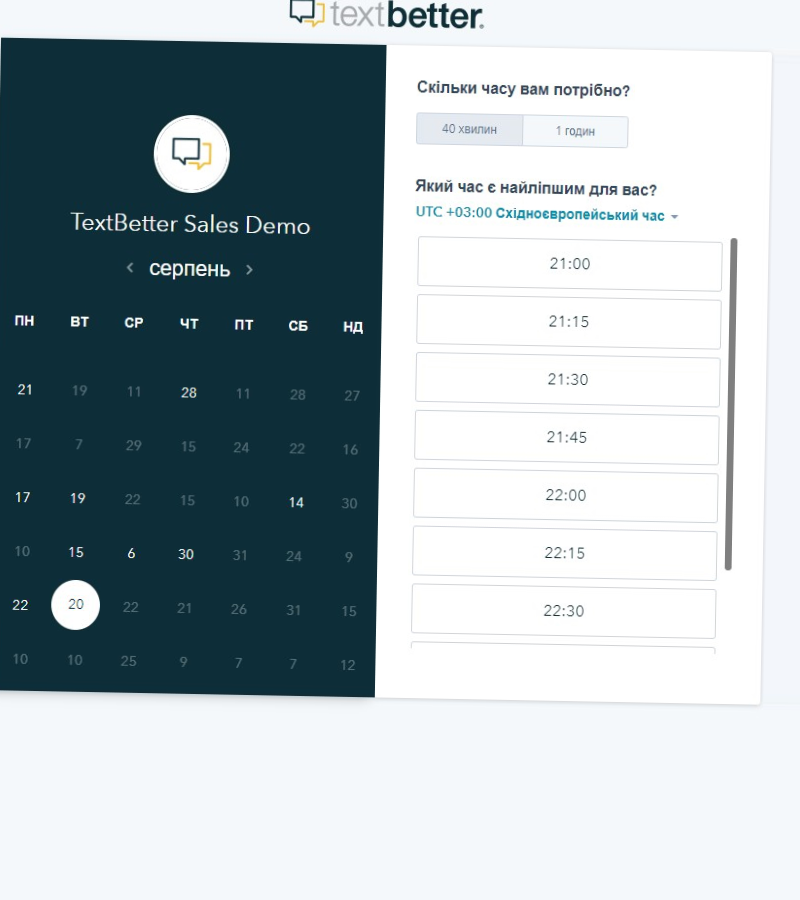 textbetter.
TextBetter Sales Demo
‹ серпень ›
ПН ВТ СР ЧТ ПТ СБ НД
21 19 11 28 11 28 27
17 7 29 15 24 22 16
17 19 22 15 10 14 30
10 15 6 30 31 24 9
22 20 22 21 26 31 15
10 10 25 9 7 7 12
Скільки часу вам потрібно?
40 хвилин 1 годин
Який час є найліпшим для вас?
UTC +03:00 Східноєвропейський час
21:00
21:15
21:30
21:45
22:00
22:15
22:30